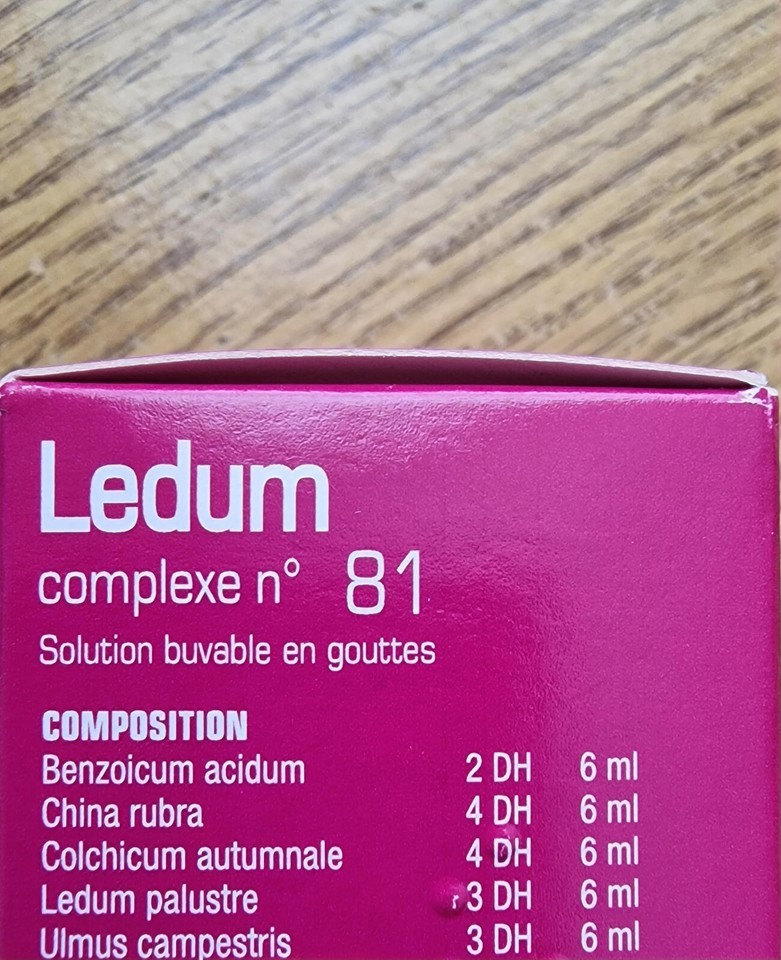 Ledum
complexe n° 81
Solution buvable en gouttes
COMPOSITION
Benzoicum acidum 2 DH 6 ml
China rubra 4 DH 6 ml
Colchicum autumnale 4 DH 6 ml
Ledum palustre 3 DH 6 ml
Ulmus campestris 3 DH 6 ml